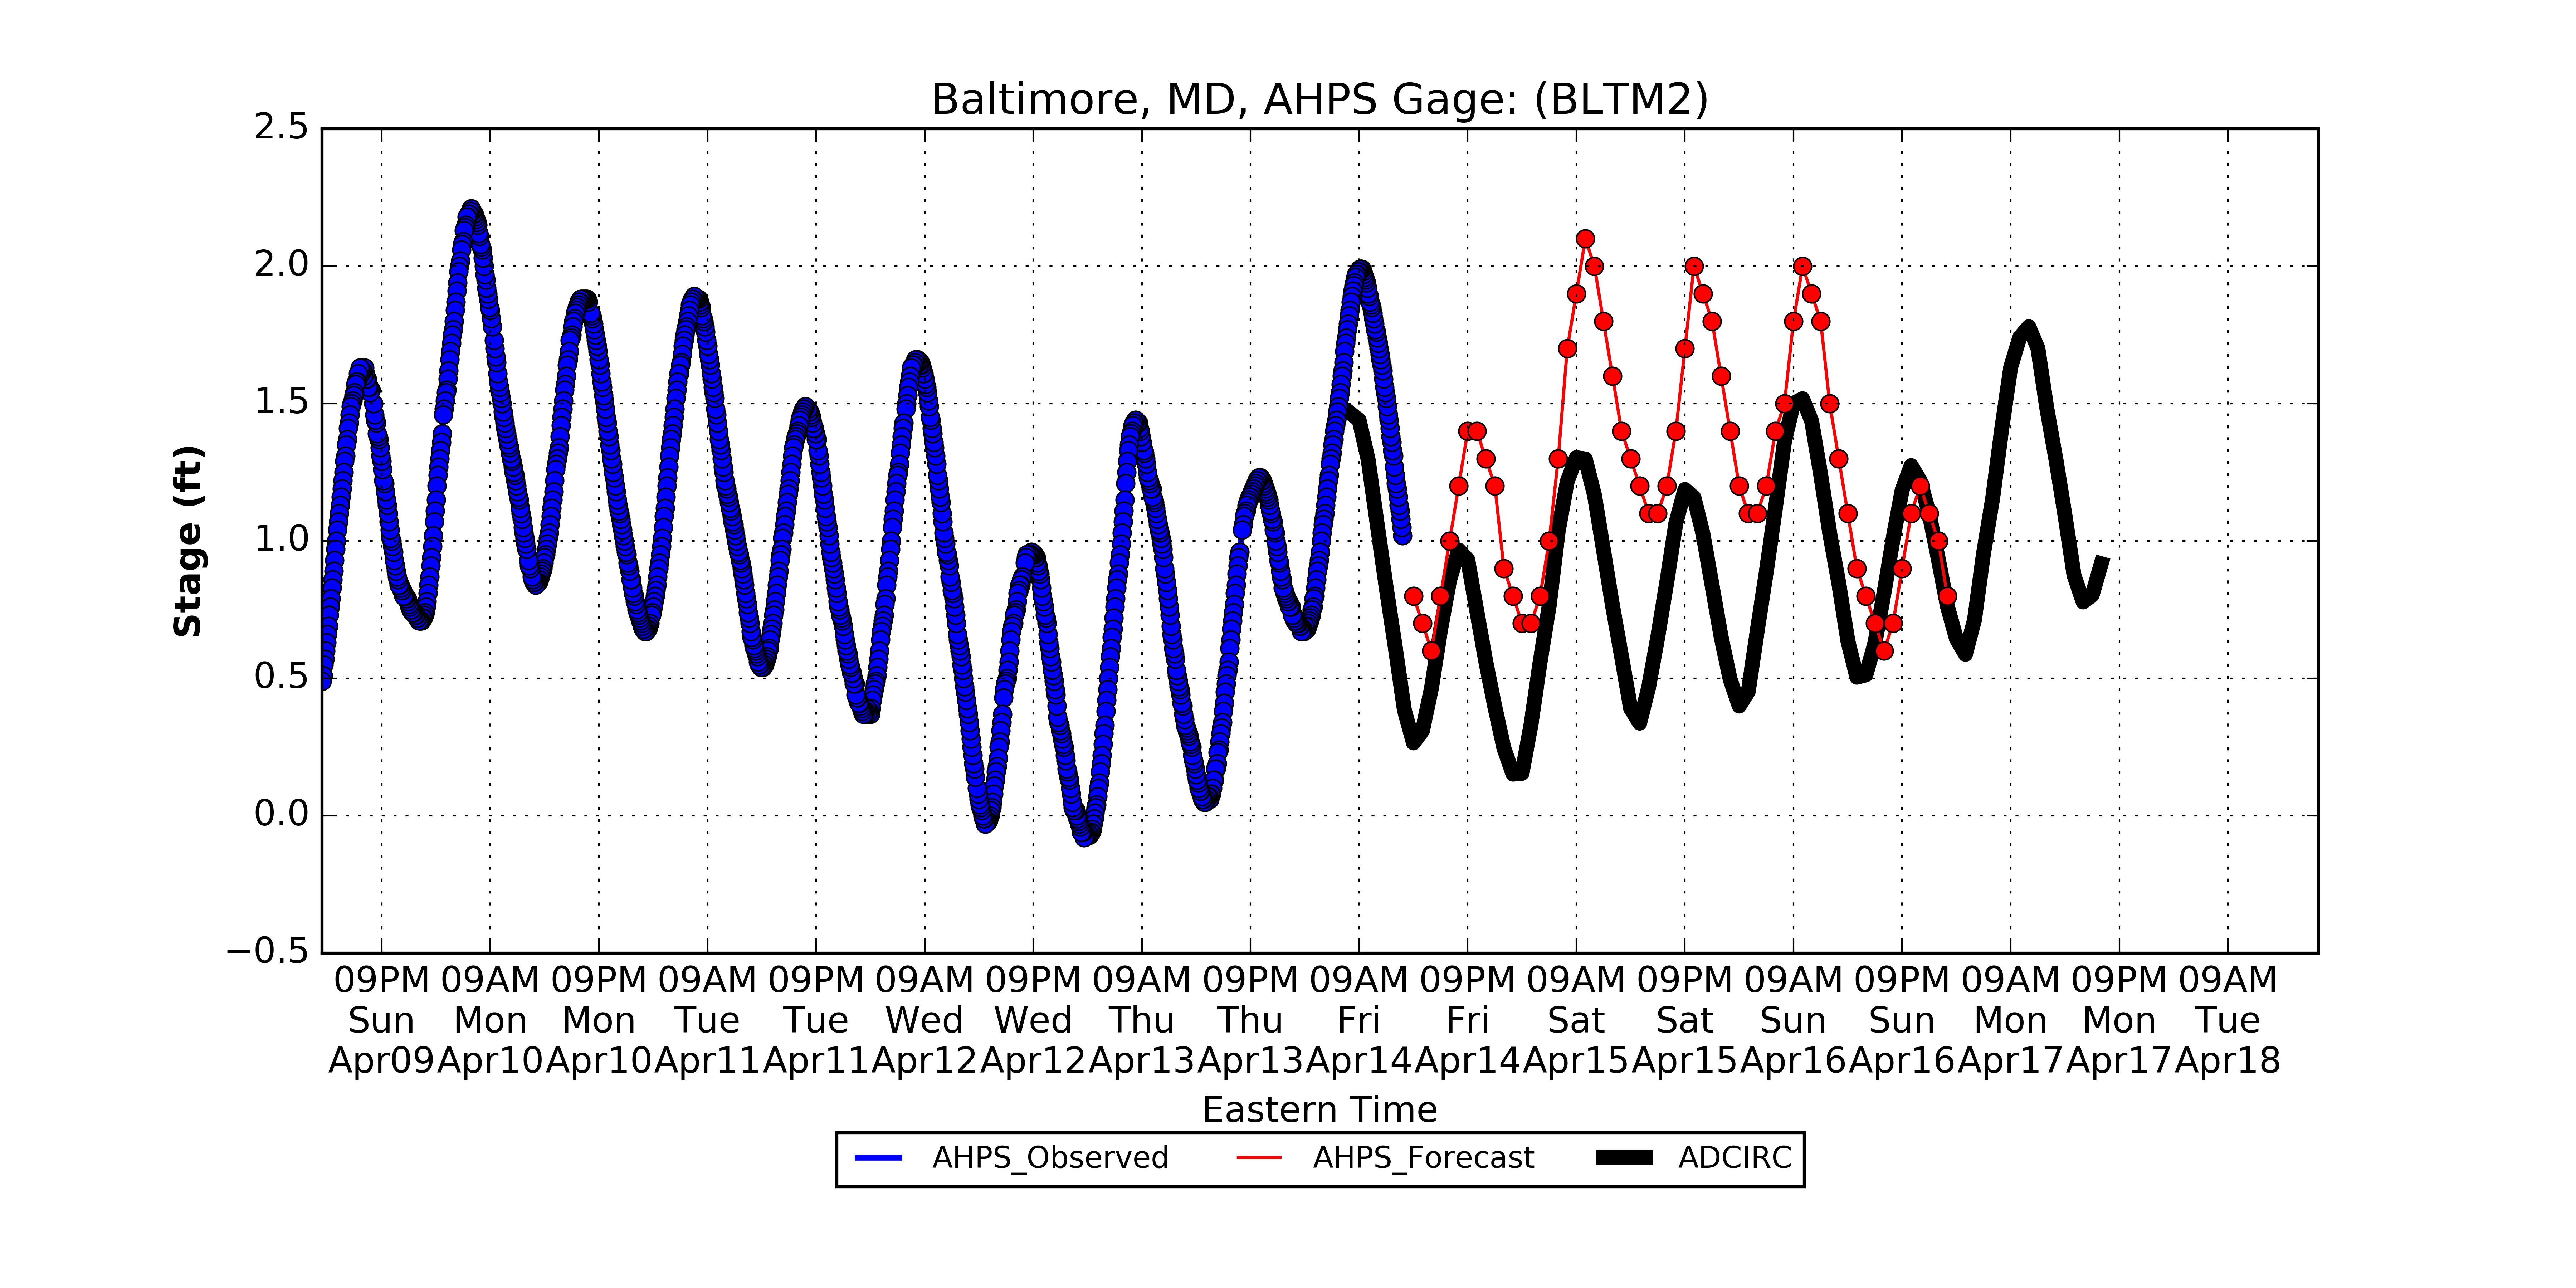 Baltimore, MD, AHPS Gage: (BLTM2)
2.5
2.0
1.5
1.0
0.5
0.0
−0.5
Stage (ft)
09PM 09AM 09PM 09AM 09PM 09AM 09PM 09AM 09PM 09AM 09PM 09AM 09PM 09AM 09PM 09AM 09PM 09AM
Sun Mon Mon Tue Tue Wed Wed Thu Thu Fri Fri Sat Sat Sun Sun Mon Mon Tue
Apr09 Apr10 Apr10 Apr11 Apr11 Apr12 Apr12 Apr13 Apr13 Apr14 Apr14 Apr15 Apr15 Apr16 Apr16 Apr17 Apr17 Apr18
Eastern Time
AHPS_Observed AHPS_Forecast ADCIRC